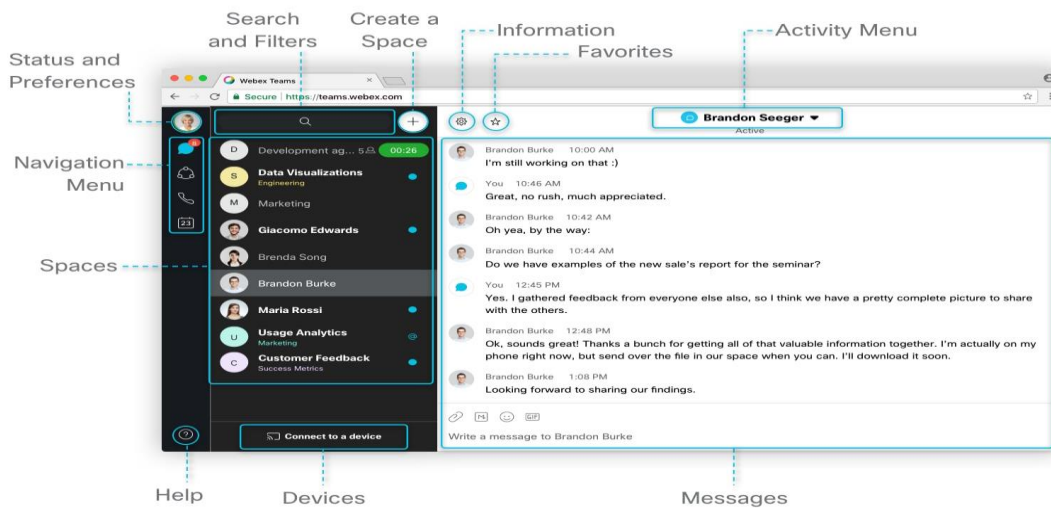 Search
and Filters
Create a
Space
Information
Favorites
Activity Menu
Status and
Preferences
Webex Teams
Secure | https://teams.webex.com
Brandon Seeger
Active
Navigation
Menu
8
23
D
Development ag... 5
00:26
S
Data Visualizations
Engineering
M
Marketing
Giacomo Edwards
Spaces
Brenda Song
Brandon Burke
Maria Rossi
U
Usage Analytics
Marketing
@
C
Customer Feedback
Success Metrics
Connect to a device
?
Brandon Burke 10:00 AM
I'm still working on that :)
You 10:46 AM
Great, no rush, much appreciated.
Brandon Burke 10:42 AM
Oh yea, by the way:
Brandon Burke 10:44 AM
Do we have examples of the new sale's report for the seminar?
You 12:45 PM
Yes. I gathered feedback from everyone else also, so I think we have a pretty complete picture to share
with the others.
Brandon Burke 12:48 PM
Ok, sounds great! Thanks a bunch for getting all of that valuable information together. I'm actually on my
phone right now, but send over the file in our space when you can. I'll download it soon.
Brandon Burke 1:08 PM
Looking forward to sharing our findings.
M
GIF
Write a message to Brandon Burke
Help
Devices
Messages